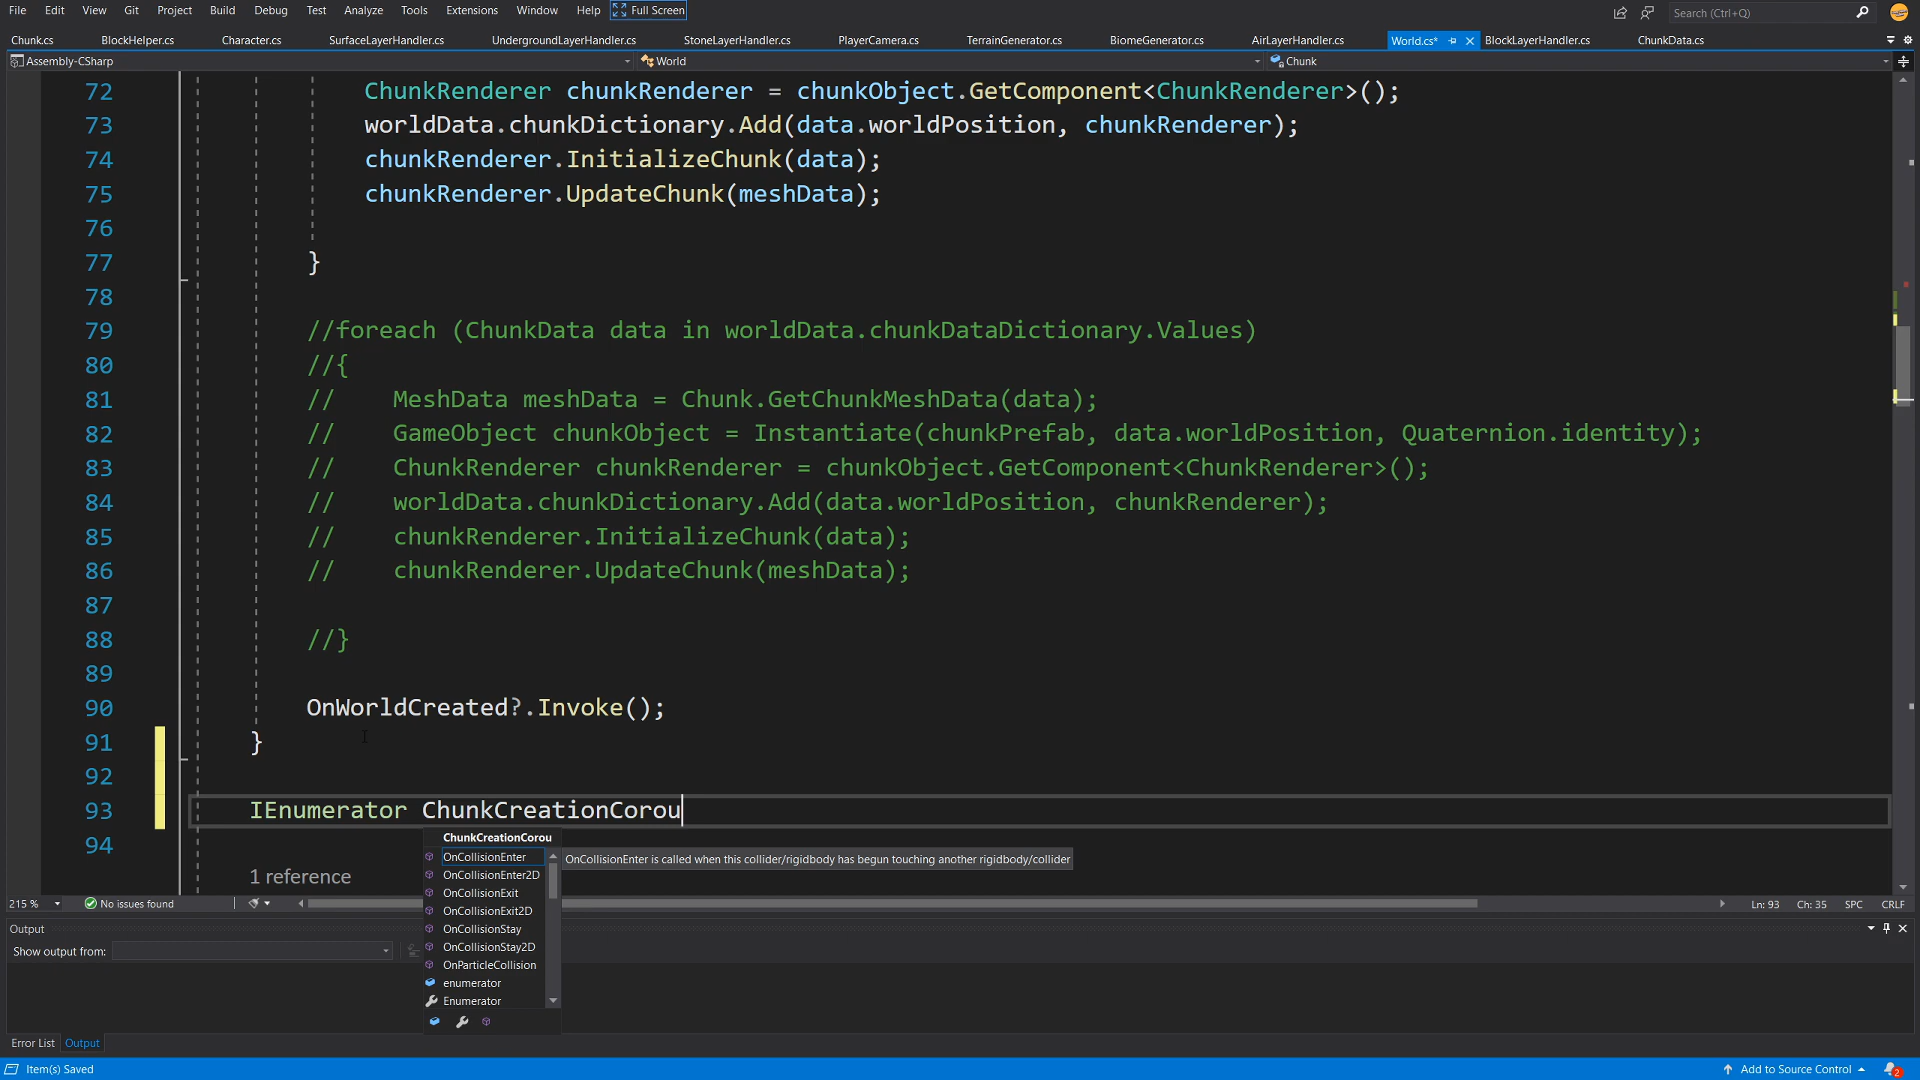 File Edit View Git Project Build Debug Test Analyze Tools Extensions Window Help Full Screen Search (Ctrl+Q)
Chunk.cs BlockHelper.cs Character.cs SurfaceLayerHandler.cs UndergroundLayerHandler.cs StoneLayerHandler.cs PlayerCamera.cs TerrainGenerator.cs BiomeGenerator.cs AirLayerHandler.cs World.cs* BlockLayerHandler.cs ChunkData.cs
Assembly-CSharp World Chunk
72 ChunkRenderer chunkRenderer = chunkObject.GetComponent<ChunkRenderer>();
73 worldData.chunkDictionary.Add(data.worldPosition, chunkRenderer);
74 chunkRenderer.InitializeChunk(data);
75 chunkRenderer.UpdateChunk(meshData);
76
77 }
78
79 //foreach (ChunkData data in worldData.chunkDataDictionary.Values)
80 //{
81 // MeshData meshData = Chunk.GetChunkMeshData(data);
82 // GameObject chunkObject = Instantiate(chunkPrefab, data.worldPosition, Quaternion.identity);
83 // ChunkRenderer chunkRenderer = chunkObject.GetComponent<ChunkRenderer>();
84 // worldData.chunkDictionary.Add(data.worldPosition, chunkRenderer);
85 // chunkRenderer.InitializeChunk(data);
86 // chunkRenderer.UpdateChunk(meshData);
87
88 //}
89
90 OnWorldCreated?.Invoke();
91 }
92
93 IEnumerator ChunkCreationCorou
94
ChunkCreationCorou
OnCollisionEnter OnCollisionEnter is called when this collider/rigidbody has begun touching another rigidbody/collider
OnCollisionEnter2D
1 reference
OnCollisionExit
OnCollisionExit2D
OnCollisionStay
OnCollisionStay2D
OnParticleCollision
enumerator
Enumerator
215 % No issues found Ln: 93 Ch: 35 SPC CRLF
Output
Show output from:
Error List Output
Item(s) Saved Add to Source Control 2